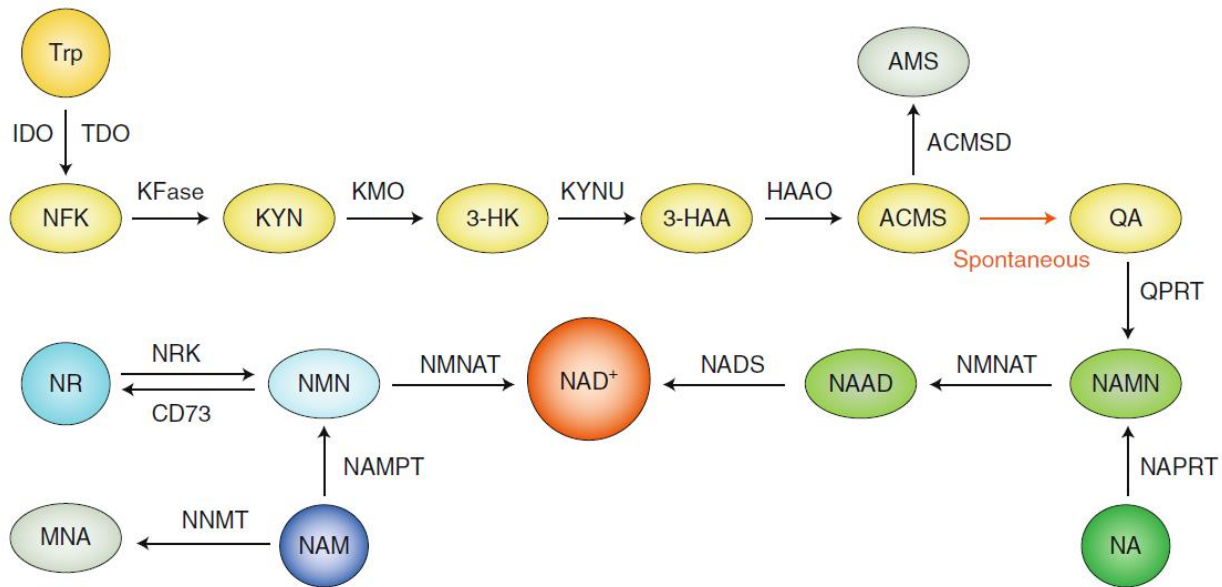 Trp
AMS
IDO TDO
ACMSD
KFase
KMO
KYNU
HAAO
NFK
KYN
3-HK
3-HAA
ACMS
QA
Spontaneous
QPRT
NRK
NMNAT
NADS
NMNAT
NR
NMN
NAD+
NAAD
NAMN
CD73
NAMPT
NAPRT
NNMT
MNA
NAM
NA